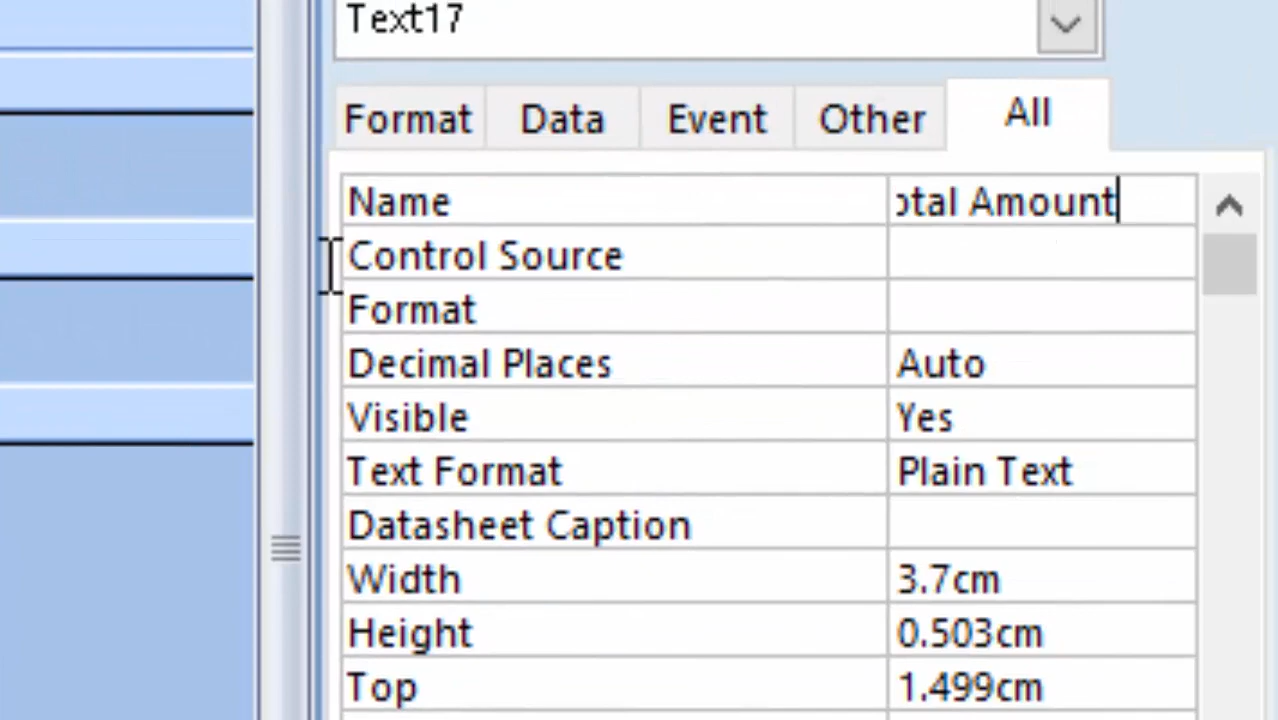 Text17
Format Data Event Other All
Name otal Amount
Control Source
Format
Decimal Places Auto
Visible Yes
Text Format Plain Text
Datasheet Caption
Width 3.7cm
Height 0.503cm
Top 1.499cm